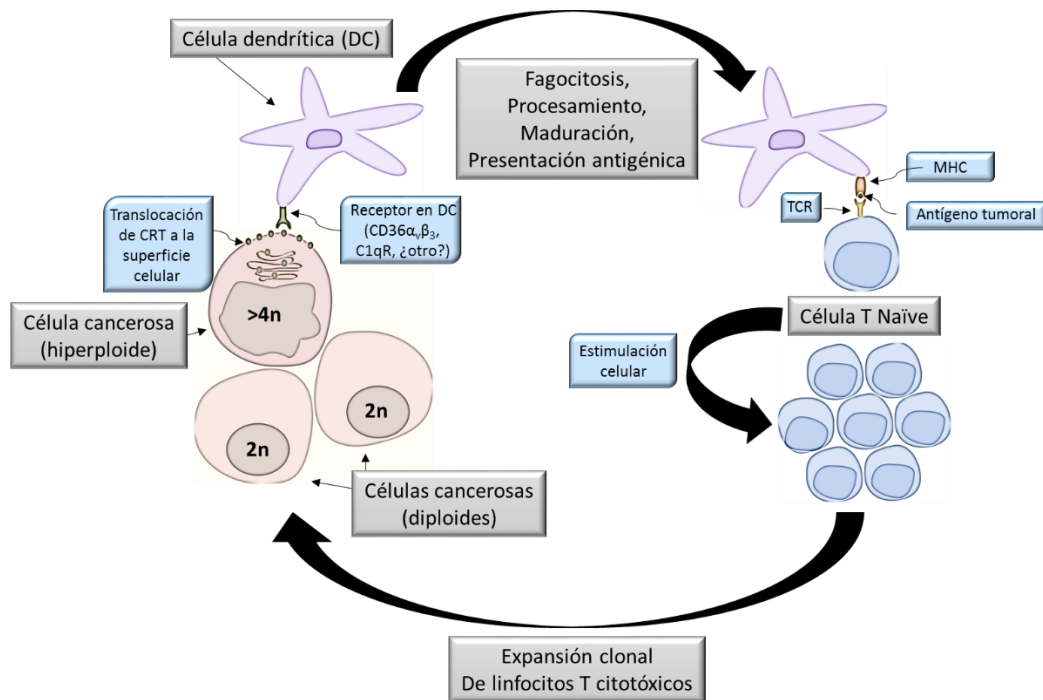 Célula dendrítica (DC)
Fagocitosis,
Procesamiento,
Maduración,
Presentación antigénica
MHC
TCR
Antígeno tumoral
Translocación
de CRT a la
superficie
celular
Receptor en DC
(CD36αᵥβ₃,
C1qR, ¿otro?)
>4n
Célula cancerosa
(hiperploide)
Célula T Naïve
Estimulación
celular
2n
2n
Células cancerosas
(diploides)
Expansión clonal
De linfocitos T citotóxicos